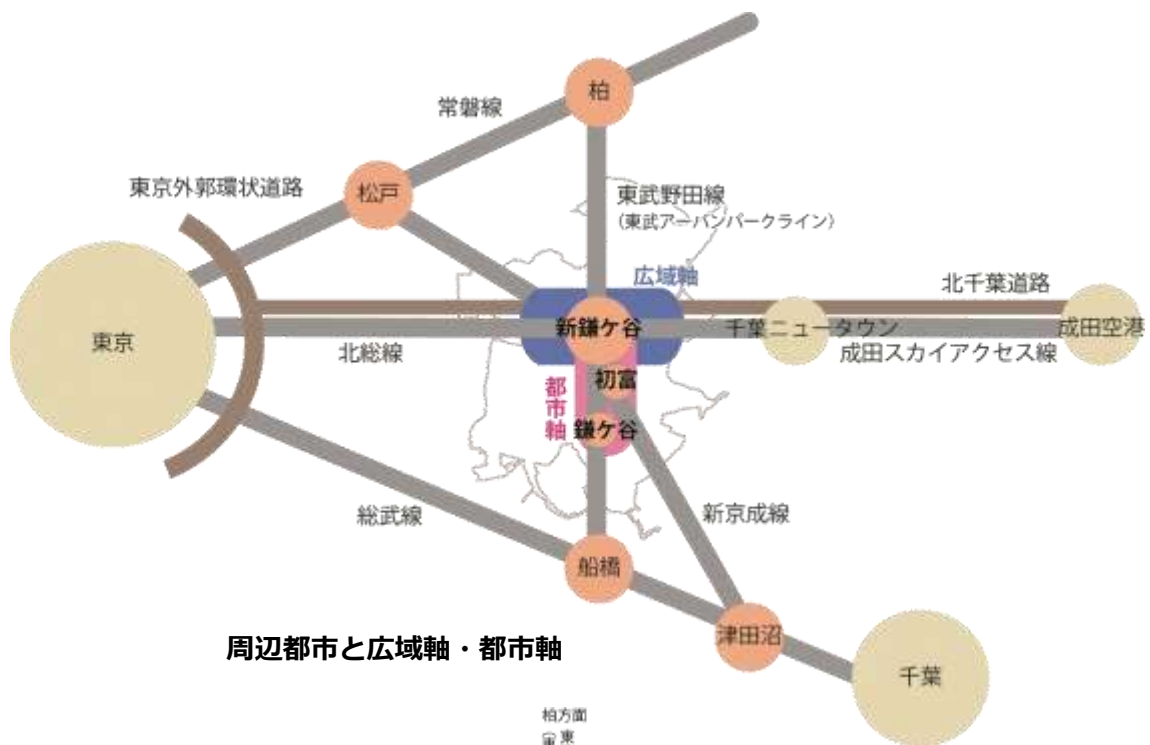 柏
常磐線
東京外郭環状道路
松戸
東武野田線
(東武アーバンパークライン)
広域軸
北千葉道路
東京
新鎌ケ谷
千葉ニュータウン
成田空港
北総線
成田スカイアクセス線
初富
都市軸
鎌ケ谷
総武線
新京成線
船橋
津田沼
周辺都市と広域軸・都市軸
千葉
柏方面